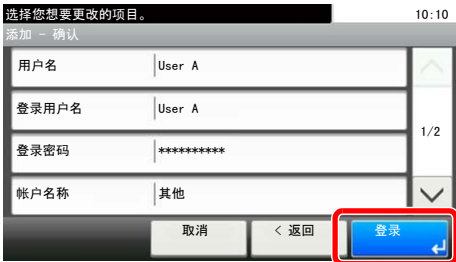 选择您想要更改的项目。 10:10
添加 - 确认
用户名 User A
登录用户名 User A
1/2
登录密码 **********
帐户名称 其他
取消 < 返回 登录